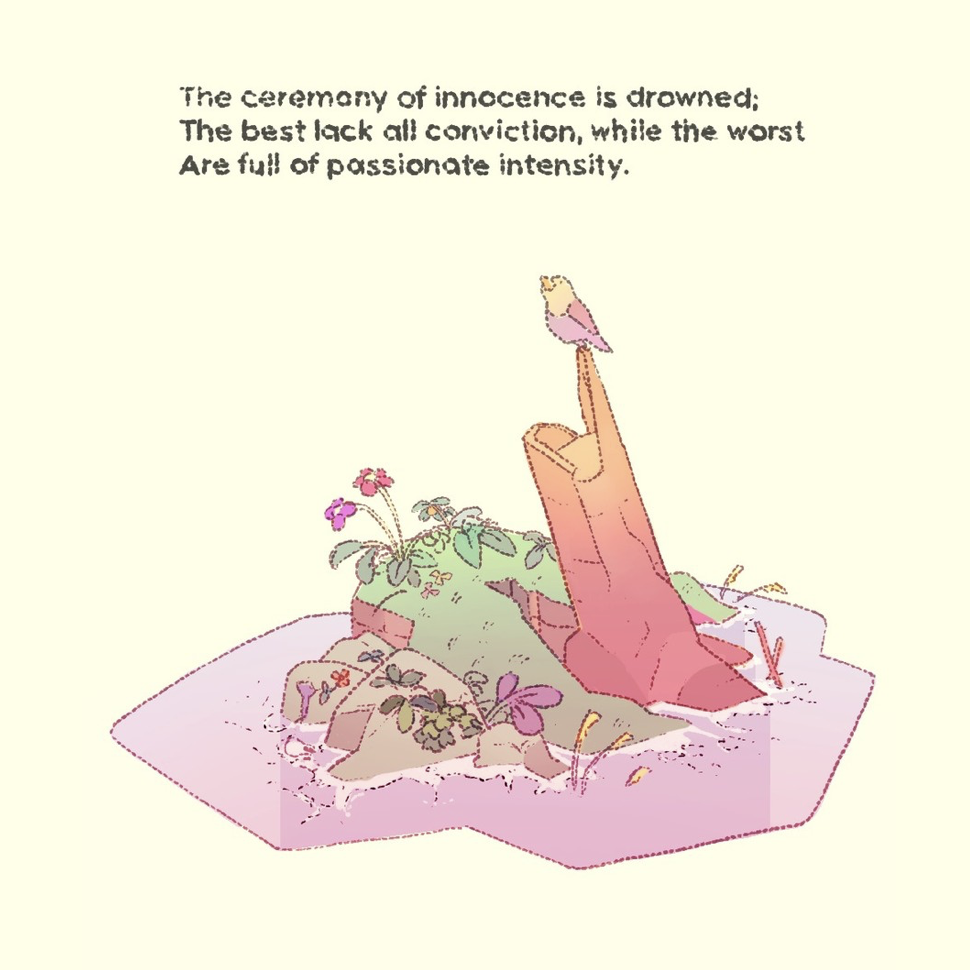 The ceremony of innocence is drowned;
The best lack all conviction, while the worst
Are full of passionate intensity.